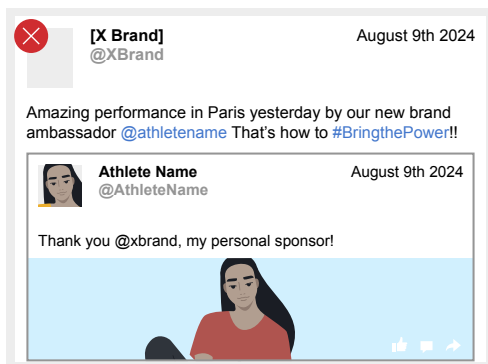 [X Brand]
August 9th 2024
@XBrand
Amazing performance in Paris yesterday by our new brand
ambassador @athletename That’s how to #BringthePower!!
Athlete Name
August 9th 2024
@AthleteName
Thank you @xbrand, my personal sponsor!